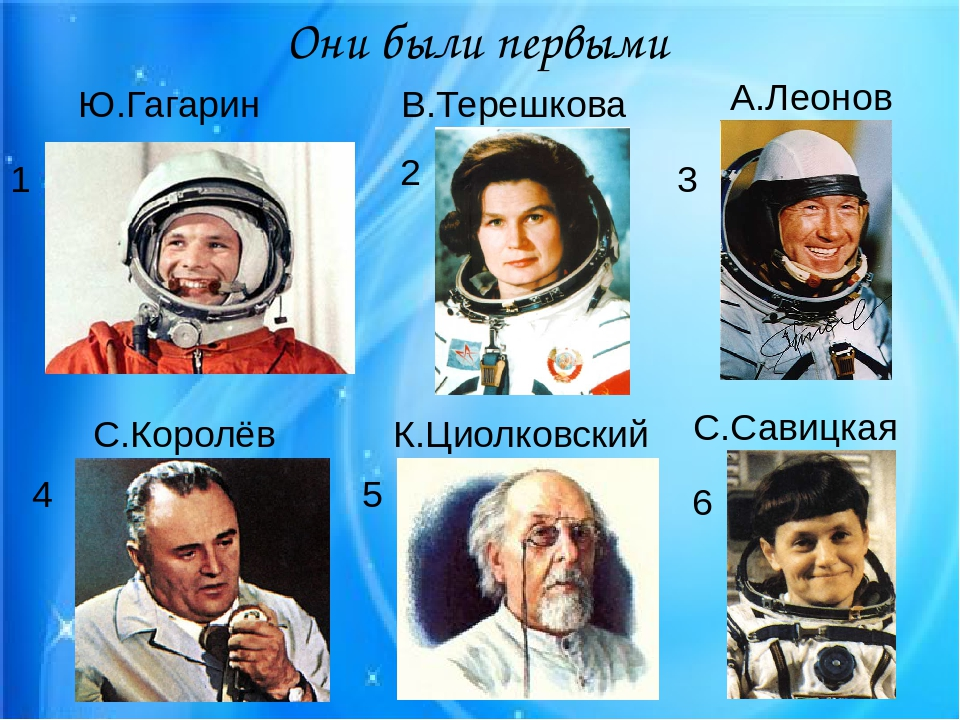 Они были первыми
Ю.Гагарин
В.Терешкова
А.Леонов
1
2
3
С.Королёв
К.Циолковский
С.Савицкая
4
5
6